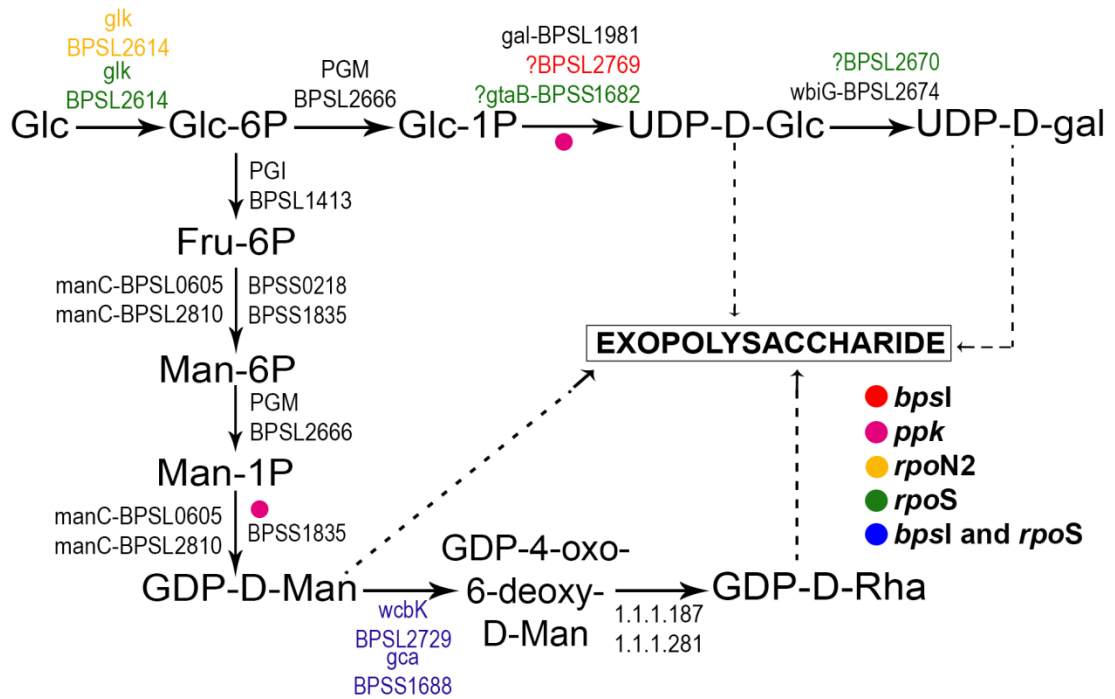 glk
BPSL2614
glk
BPSL2614
PGM
BPSL2666
gal-BPSL1981
?BPSL2769
?gtaB-BPSS1682
?BPSL2670
wbiG-BPSL2674
Glc
Glc-6P
Glc-1P
UDP-D-Glc
UDP-D-gal
PGI
BPSL1413
Fru-6P
manC-BPSL0605
manC-BPSL2810
BPSS0218
BPSS1835
EXOPOLYSACCHARIDE
Man-6P
PGM
BPSL2666
Man-1P
manC-BPSL0605
manC-BPSL2810
BPSS1835
bpsI
ppk
rpoN2
rpoS
bpsI and rpoS
GDP-D-Man
wcbK
BPSL2729
gca
BPSS1688
GDP-4-oxo-
6-deoxy-
D-Man
1.1.1.187
1.1.1.281
GDP-D-Rha